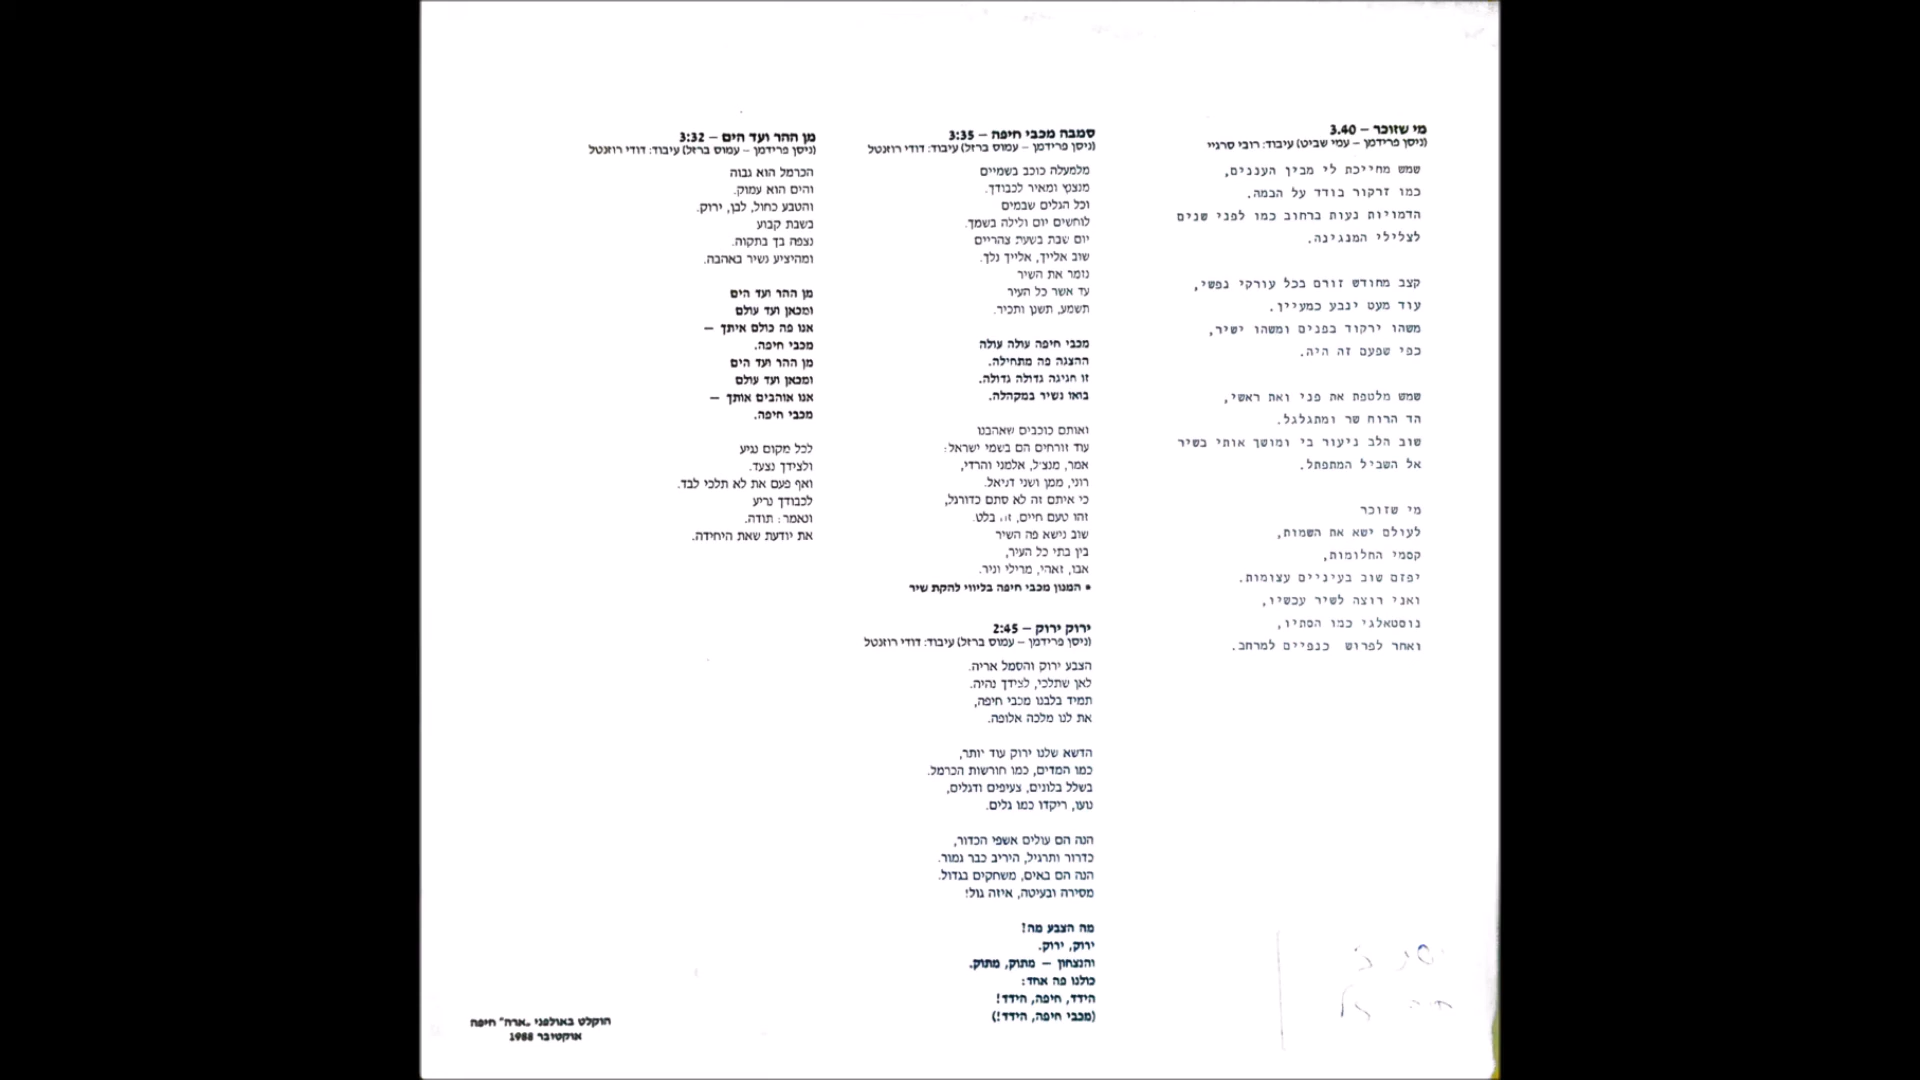 מי שזוכר – 3.40
(ניסן פרידמן – עמי שביט) עיבוד: רובי סרגיי
שמש מחייכת לי מבין העננים,
כמו זרקור בודד על הבמה.
הדמויות נעות ברחוב כמו לפני שנים
לצלילי המנגינה.
קצב מחודש זורם בכל עורקי נפשי,
עוד מעט ינבע כמעיין.
משהו ירקוד בפנים ומשהו ישיר,
כפי שפעם זה היה.
שמש מלטפת את פני ואת ראשי,
הד הרוח שר ומתגלגל.
שוב הלב ניעור בי ומושך אותי בשיר
אל השביל המתפתל.
מי שזוכר
לעולם ישא את השמות,
קסמי החלומות,
יפזם שוב בעיניים עצומות.
ואני רוצה לשיר עכשיו,
נוסטאלגי כמו הסתיו,
ואחר לפרוש כנפיים למרחב.
סמבה מכבי חיפה – 3:35
(ניסן פרידמן – עמוס ברזל) עיבוד: דודי רוזנטל
מלמעלה כוכב בשמיים
מנצנץ ומאיר לכבודך.
וכל הגלים שבמים
לוחשים יום ולילה בשמך.
יום שבת בשעת צהריים
שוב אלייך, אלייך נלך.
נזמר את השיר
עד אשר כל העיר
תשמע, תשנן ותכיר.
מכבי חיפה עולה עולה
ההצגה פה מתחילה.
זו חגיגה גדולה גדולה.
בואו נשיר במקהלה.
ואותם כוכבים שאהבנו
עוד זורחים הם בשמי ישראל:
אמר, מנצ'ל, אלמני והרדי,
רוני, ממן ושני דניאל.
כי איתם זה לא סתם כדורגל,
זהו טעם חיים, זה בלט.
שוב נישא פה השיר
בין בתי כל העיר,
אבו, זאהי, מרילי וניר.
• המנון מכבי חיפה בליווי להקת שיר
ירוק ירוק – 2:45
(ניסן פרידמן – עמוס ברזל) עיבוד: דודי רוזנטל
הצבע ירוק והסמל אריה.
לאן שתלכי, לצידך נהיה.
תמיד בלבנו מכבי חיפה,
את לנו מלכה אלופה.
הדשא שלנו ירוק עוד יותר,
כמו המדים, כמו חורשות הכרמל.
בשלל בלונים, צעיפים ודגלים,
נועו, ריקדו כמו גלים.
הנה הם עולים אשפי הכדור,
כדרור ותרגיל, היריב כבר גמור.
הנה הם באים, משחקים בגדול.
מסירה ובעיטה, איזה גול!
מה הצבע מה!
ירוק, ירוק.
והנצחון – מתוק, מתוק.
כולנו פה אחד:
הידד, חיפה, הידד!
(מכבי חיפה, הידד!)
מן ההר ועד הים – 3:32
(ניסן פרידמן – עמוס ברזל) עיבוד: דודי רוזנטל
הכרמל הוא גבוה
והים הוא עמוק.
והטבע כחול, לבן, ירוק.
בשבת קבוע
נצפה בך בתקוה.
ומהיציע נשיר באהבה.
מן ההר ועד הים
ומכאן ועד עולם
אנו פה כולם איתך –
מכבי חיפה.
מן ההר ועד הים
ומכאן ועד עולם
אנו אוהבים אותך –
מכבי חיפה.
לכל מקום נגיע
ולצידך נצעד.
ואף פעם את לא תלכי לבד.
לכבודך נריע
ונאמר: תודה.
את יודעת שאת היחידה.
הוקלט באולפני „ארח" חיפה
אוקטובר 1988